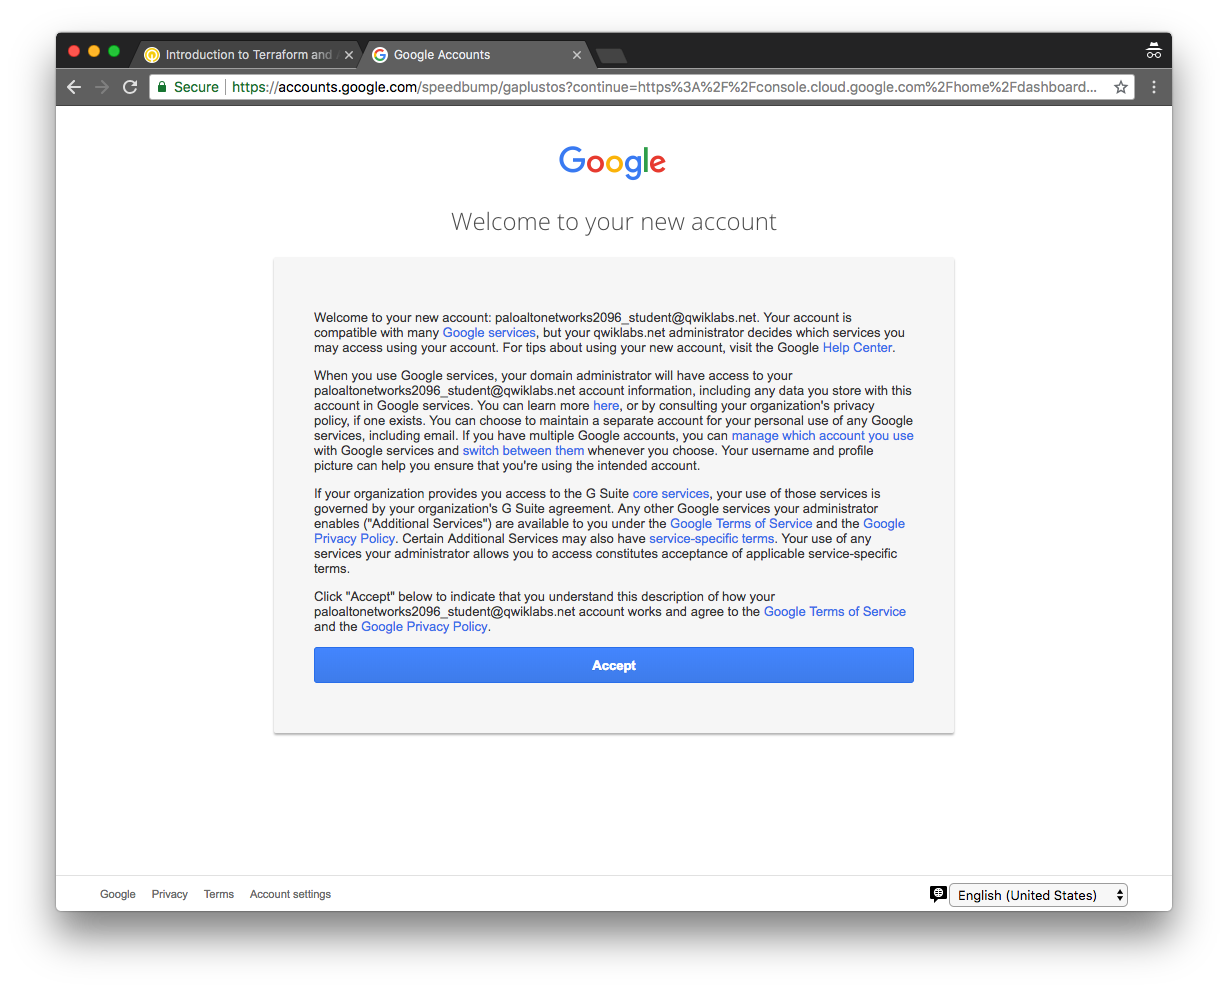 Introduction to Terraform and
Google Accounts
Secure
https://accounts.google.com/speedbump/gaplustos?continue=https%3A%2F%2Fconsole.cloud.google.com%2Fhome%2Fdashboard...
Google
Welcome to your new account
Welcome to your new account: paloaltonetworks2096_student@qwiklabs.net. Your account is
compatible with many Google services, but your qwiklabs.net administrator decides which services you
may access using your account. For tips about using your new account, visit the Google Help Center.
When you use Google services, your domain administrator will have access to your
paloaltonetworks2096_student@qwiklabs.net account information, including any data you store with this
account in Google services. You can learn more here, or by consulting your organization's privacy
policy, if one exists. You can choose to maintain a separate account for your personal use of any Google
services, including email. If you have multiple Google accounts, you can manage which account you use
with Google services and switch between them whenever you choose. Your username and profile
picture can help you ensure that you're using the intended account.
If your organization provides you access to the G Suite core services, your use of those services is
governed by your organization's G Suite agreement. Any other Google services your administrator
enables ("Additional Services") are available to you under the Google Terms of Service and the Google
Privacy Policy. Certain Additional Services may also have service-specific terms. Your use of any
services your administrator allows you to access constitutes acceptance of applicable service-specific
terms.
Click "Accept" below to indicate that you understand this description of how your
paloaltonetworks2096_student@qwiklabs.net account works and agree to the Google Terms of Service
and the Google Privacy Policy.
Accept
Google Privacy Terms Account settings
English (United States)